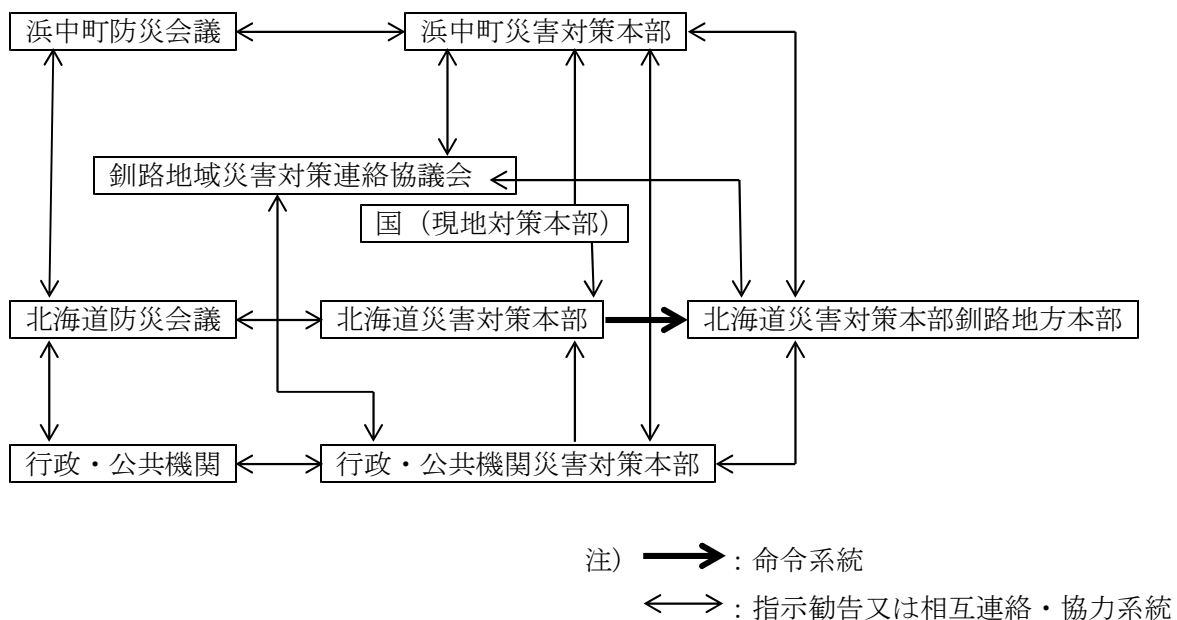 浜中町防災会議
浜中町災害対策本部
釧路地域災害対策連絡協議会
国（現地対策本部）
北海道防災会議
北海道災害対策本部
北海道災害対策本部釧路地方本部
行政・公共機関
行政・公共機関災害対策本部
注）
：命令系統
：指示勧告又は相互連絡・協力系統